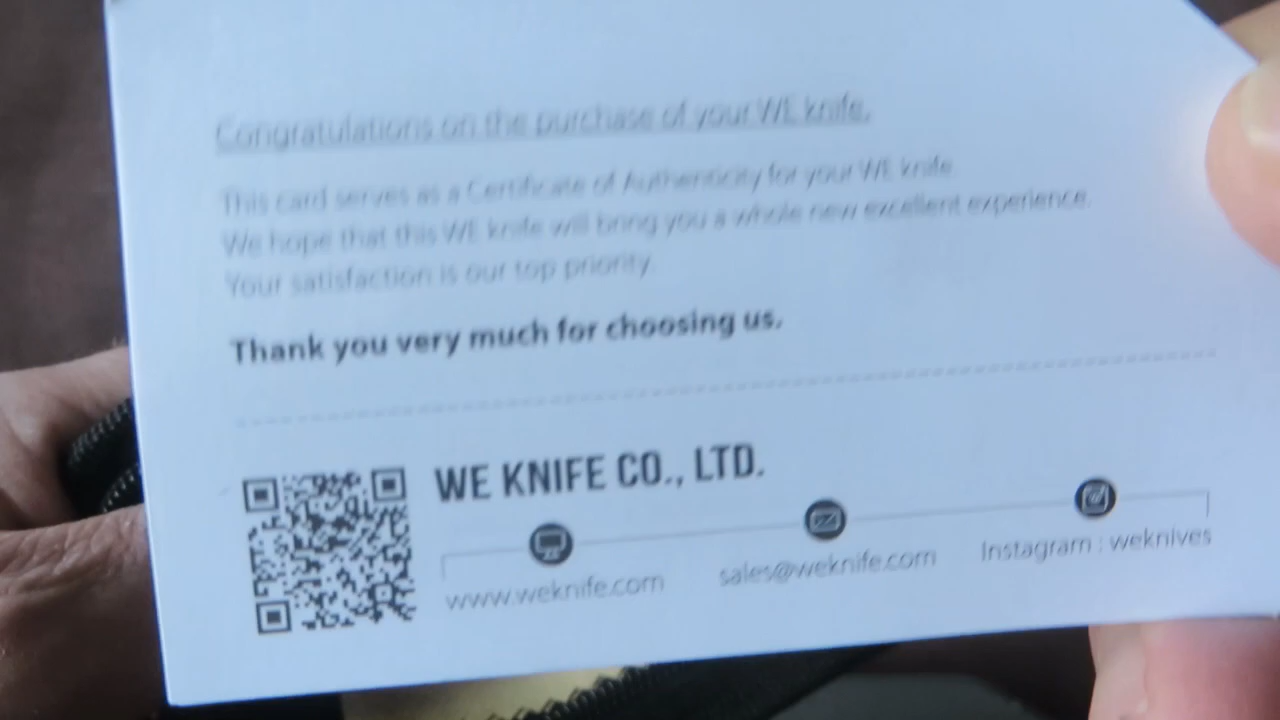 Congratulations on the purchase of your WE knife.
This card serves as a Certificate of Authenticity for your WE knife.
We hope that this WE knife will bring you a whole new excellent experience.
Your satisfaction is our top priority.
Thank you very much for choosing us.
WE KNIFE CO., LTD.
www.weknife.com sales@weknife.com Instagram : weknives